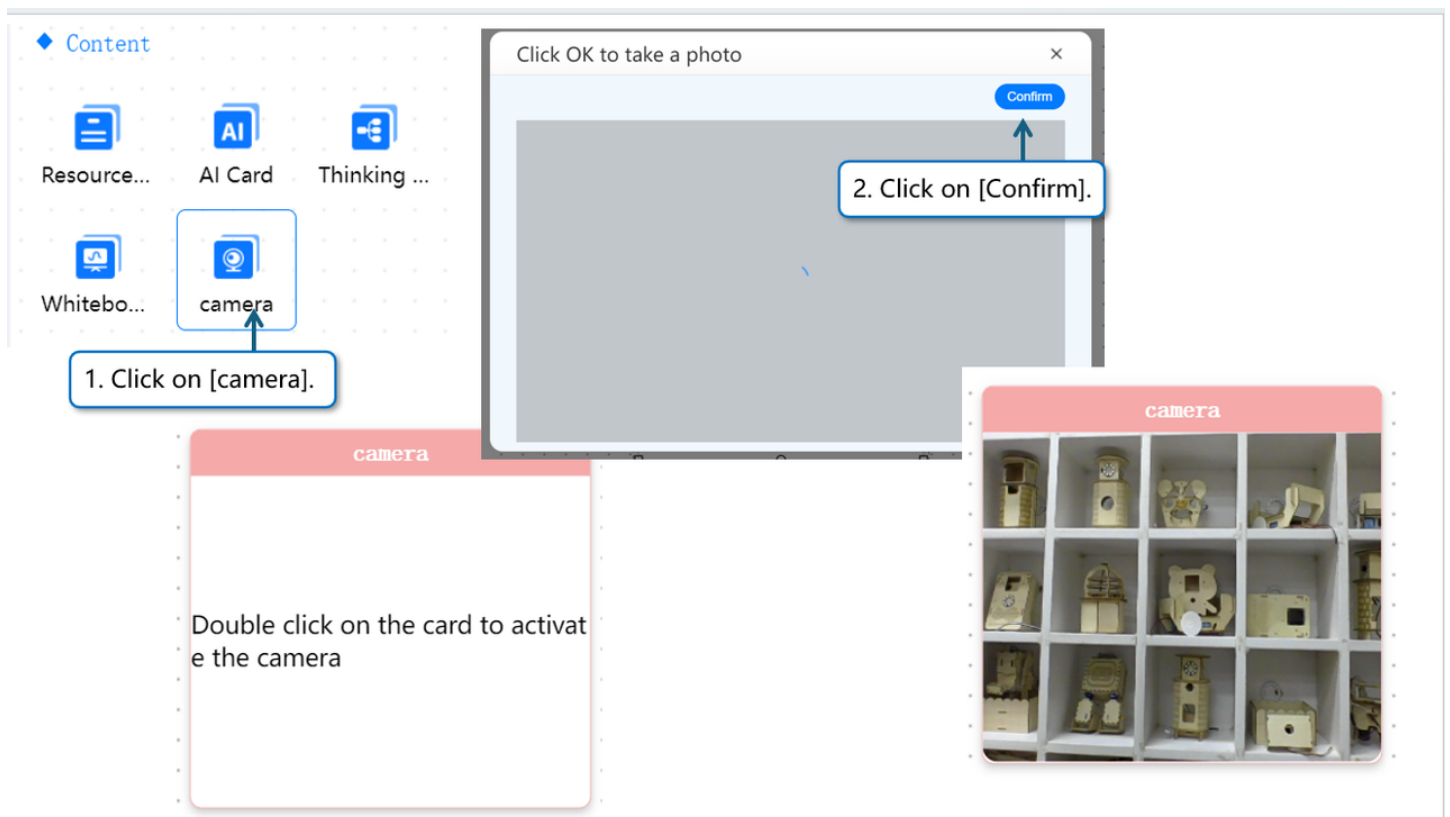 Content
Resource...
AI Card
Thinking ...
Whitebo...
camera
1. Click on [camera].
Click OK to take a photo
Confirm
2. Click on [Confirm].
camera
Double click on the card to activat
e the camera
camera